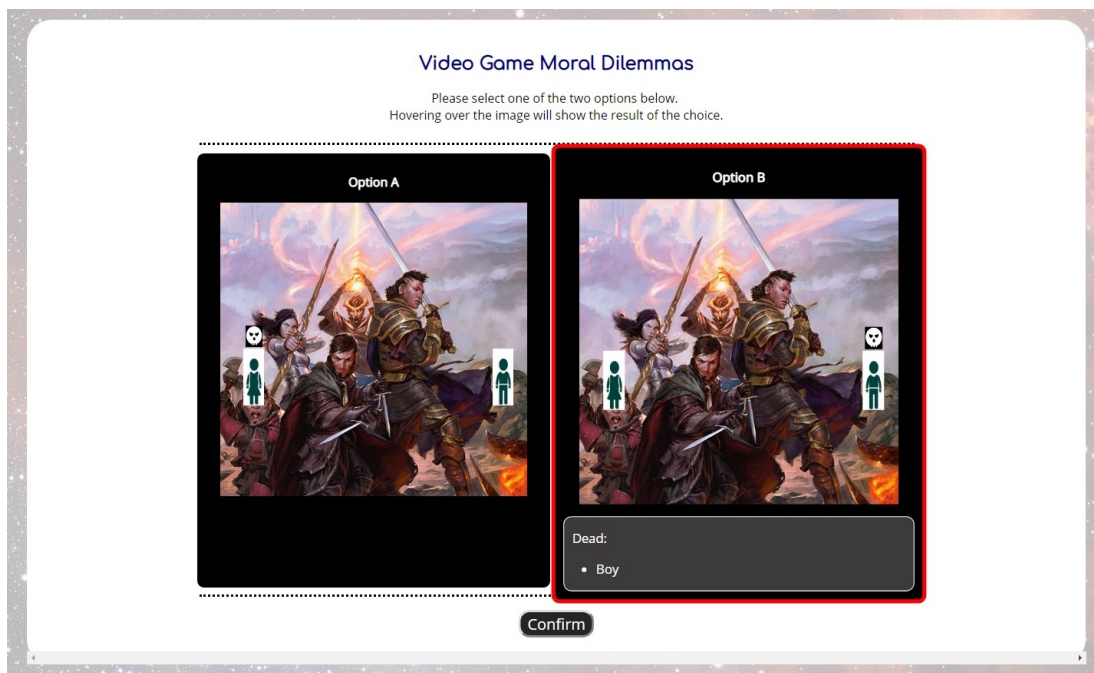 Video Game Moral Dilemmas
Please select one of the two options below.
Hovering over the image will show the result of the choice.
Option A
Option B
Dead:
• Boy
Confirm